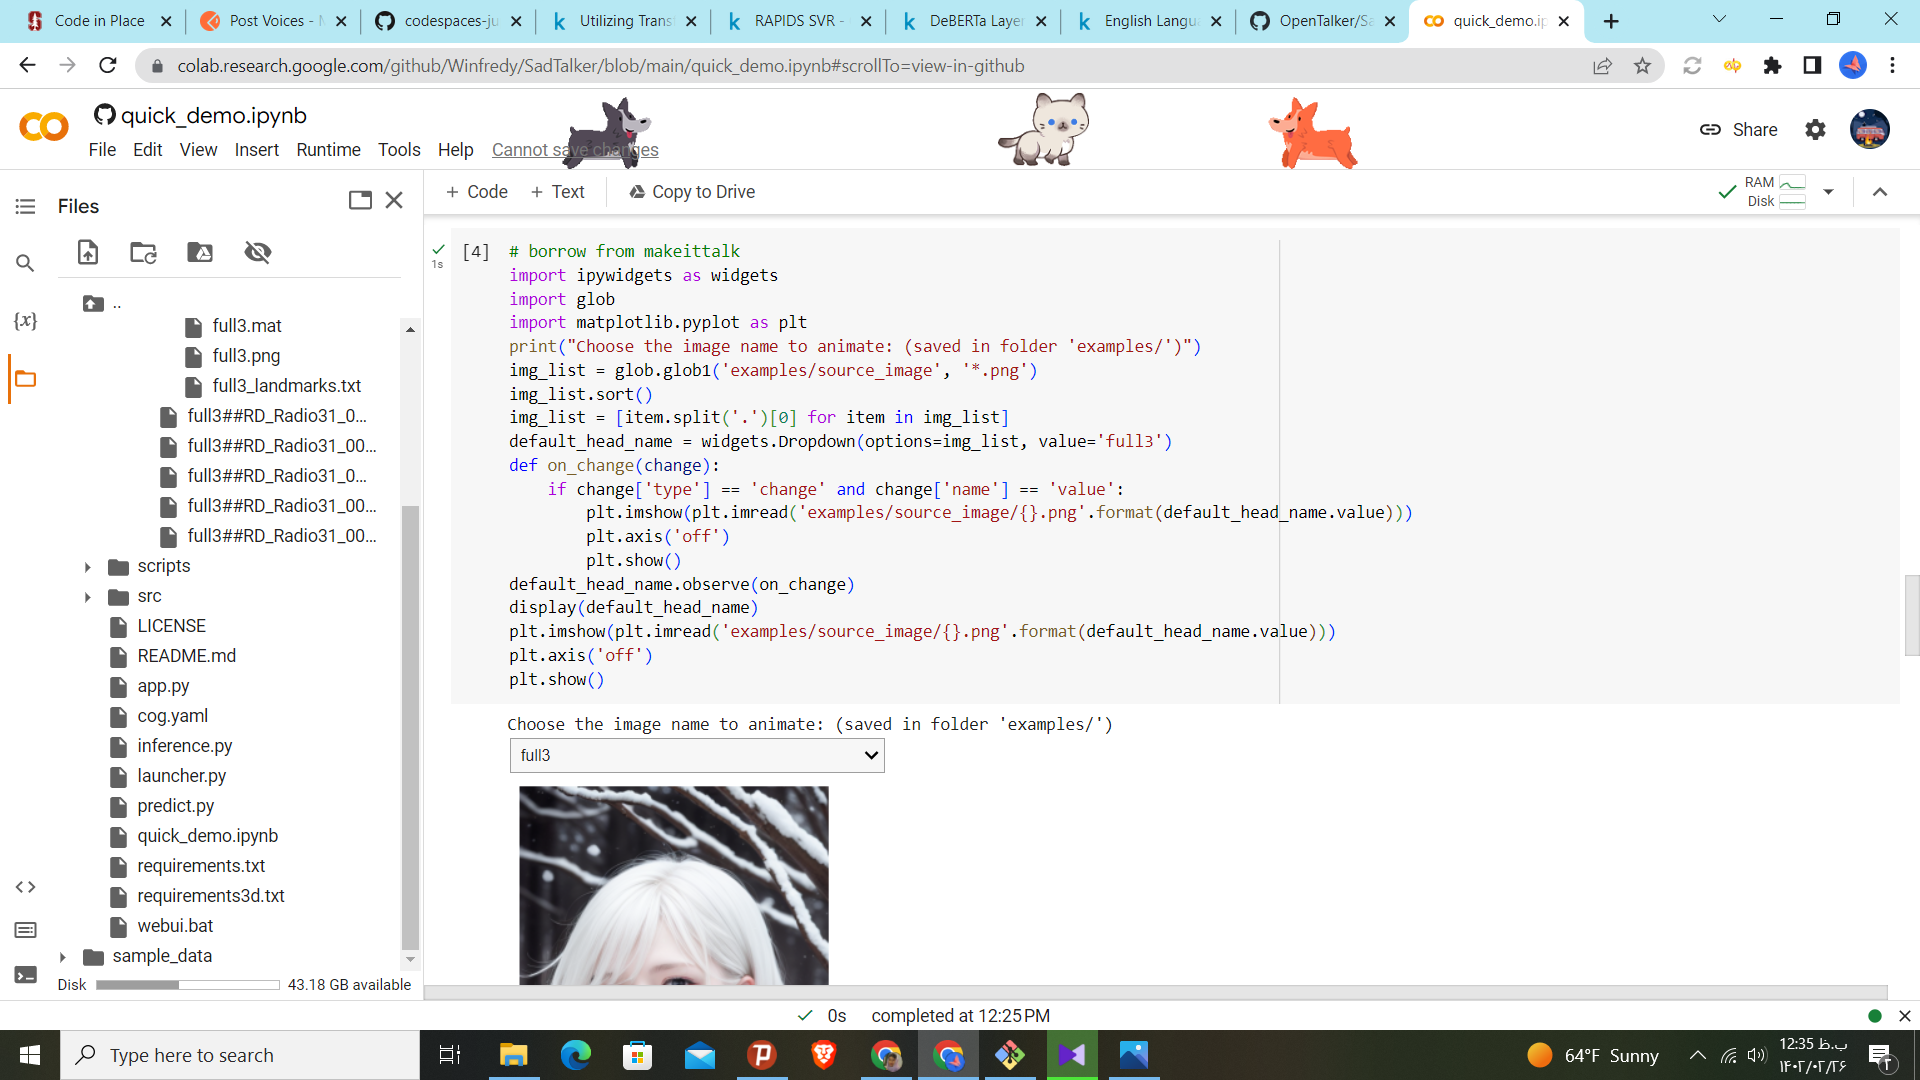 Code in Place
Post Voices - M
codespaces-ju
Utilizing Transf
RAPIDS SVR -
DeBERTa Layer
English Langu
OpenTalker/Sa
quick_demo.ip
colab.research.google.com/github/Winfredy/SadTalker/blob/main/quick_demo.ipynb#scrollTo=view-in-github
quick_demo.ipynb
Share
File Edit View Insert Runtime Tools Help Cannot save changes
Files
+ Code + Text Copy to Drive
RAM
Disk
..
full3.mat
full3.png
full3_landmarks.txt
full3##RD_Radio31_0...
full3##RD_Radio31_00...
full3##RD_Radio31_0...
full3##RD_Radio31_00...
full3##RD_Radio31_00...
scripts
src
LICENSE
README.md
app.py
cog.yaml
inference.py
launcher.py
predict.py
quick_demo.ipynb
requirements.txt
requirements3d.txt
webui.bat
sample_data
Disk 43.18 GB available
{x}
1s
[4] # borrow from makeittalk
import ipywidgets as widgets
import glob
import matplotlib.pyplot as plt
print("Choose the image name to animate: (saved in folder 'examples/')")
img_list = glob.glob1('examples/source_image', '*.png')
img_list.sort()
img_list = [item.split('.')[0] for item in img_list]
default_head_name = widgets.Dropdown(options=img_list, value='full3')
def on_change(change):
    if change['type'] == 'change' and change['name'] == 'value':
        plt.imshow(plt.imread('examples/source_image/{}.png'.format(default_head_name.value)))
        plt.axis('off')
        plt.show()
default_head_name.observe(on_change)
display(default_head_name)
plt.imshow(plt.imread('examples/source_image/{}.png'.format(default_head_name.value)))
plt.axis('off')
plt.show()
Choose the image name to animate: (saved in folder 'examples/')
full3
0s completed at 12:25 PM
Type here to search
64°F Sunny
12:35 ب.ظ
۱۴۰۲/۰۲/۲۶
۲